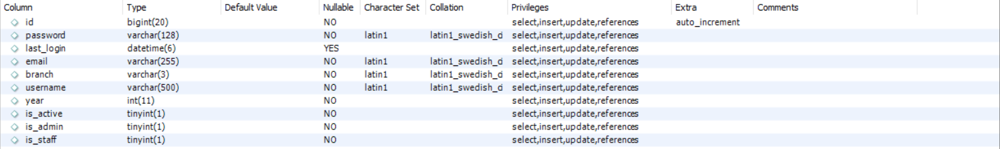 Column Type Default Value Nullable Character Set Collation Privileges Extra Comments
id bigint(20) NO select,insert,update,references auto_increment
password varchar(128) NO latin1 latin1_swedish_ci select,insert,update,references
last_login datetime(6) YES select,insert,update,references
email varchar(255) NO latin1 latin1_swedish_ci select,insert,update,references
branch varchar(3) NO latin1 latin1_swedish_ci select,insert,update,references
username varchar(500) NO latin1 latin1_swedish_ci select,insert,update,references
year int(11) NO select,insert,update,references
is_active tinyint(1) NO select,insert,update,references
is_admin tinyint(1) NO select,insert,update,references
is_staff tinyint(1) NO select,insert,update,references